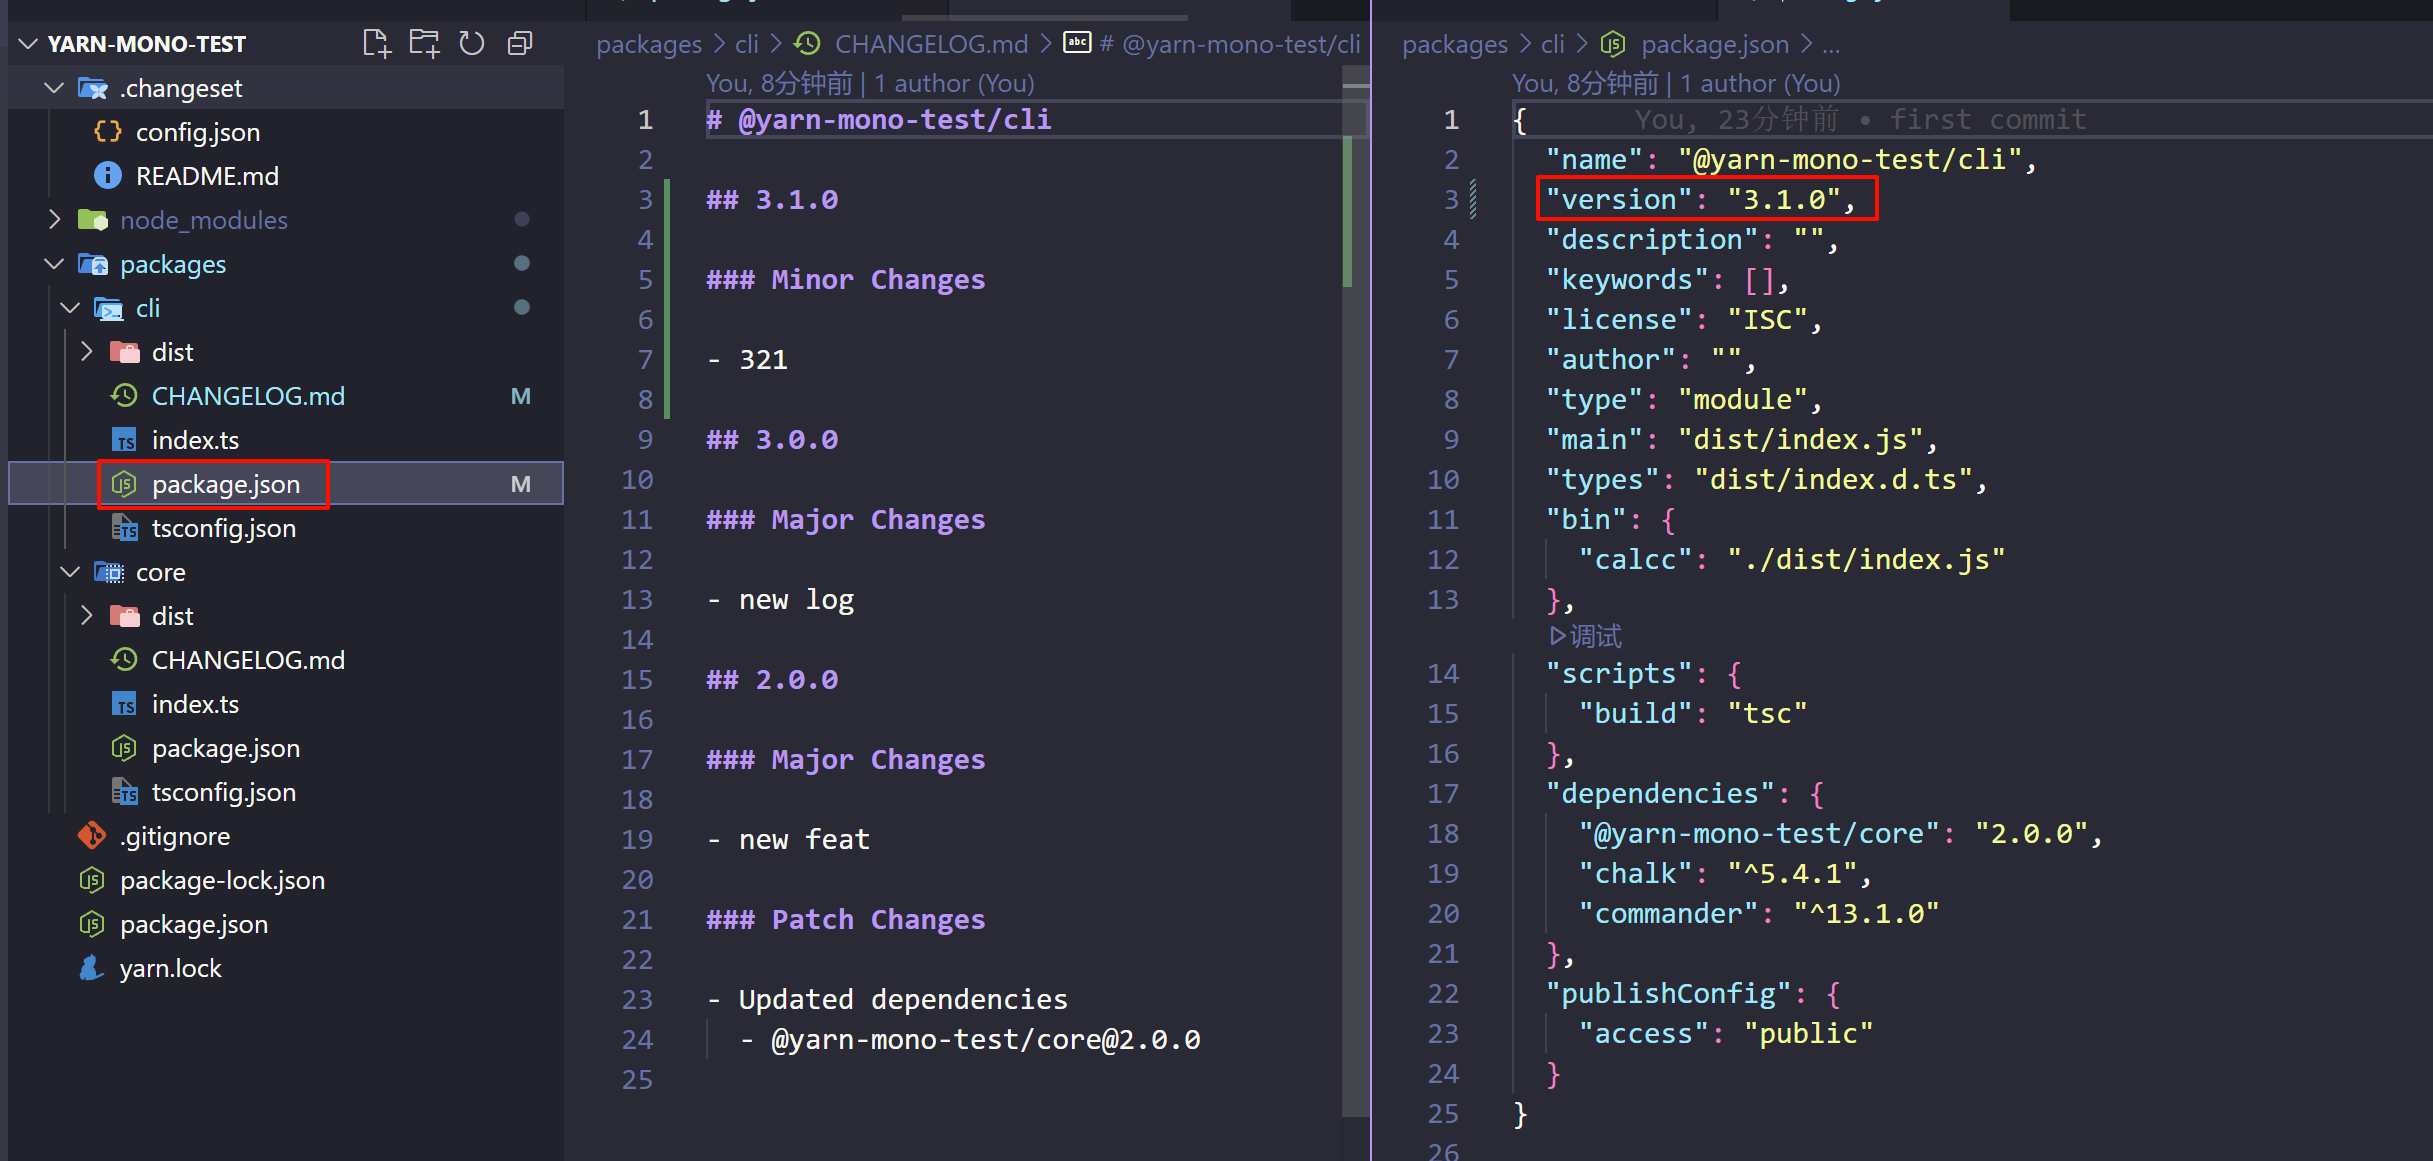 YARN-MONO-TEST
.changeset
config.json
README.md
node_modules
packages
cli
dist
CHANGELOG.md M
index.ts
package.json M
tsconfig.json
core
dist
CHANGELOG.md
index.ts
package.json
tsconfig.json
.gitignore
package-lock.json
package.json
yarn.lock
packages > cli > CHANGELOG.md > abc # @yarn-mono-test/cli
You, 8分钟前 | 1 author (You)
1 # @yarn-mono-test/cli
2
3 ## 3.1.0
4
5 ### Minor Changes
6
7 - 321
8
9 ## 3.0.0
10
11 ### Major Changes
12
13 - new log
14
15 ## 2.0.0
16
17 ### Major Changes
18
19 - new feat
20
21 ### Patch Changes
22
23 - Updated dependencies
24 - @yarn-mono-test/core@2.0.0
25
packages > cli > package.json > ...
You, 8分钟前 | 1 author (You)
1 { You, 23分钟前 • first commit
2 "name": "@yarn-mono-test/cli",
3 "version": "3.1.0",
4 "description": "",
5 "keywords": [],
6 "license": "ISC",
7 "author": "",
8 "type": "module",
9 "main": "dist/index.js",
10 "types": "dist/index.d.ts",
11 "bin": {
12 "calcc": "./dist/index.js"
13 },
▷调试
14 "scripts": {
15 "build": "tsc"
16 },
17 "dependencies": {
18 "@yarn-mono-test/core": "2.0.0",
19 "chalk": "^5.4.1",
20 "commander": "^13.1.0"
21 },
22 "publishConfig": {
23 "access": "public"
24 }
25 }
26